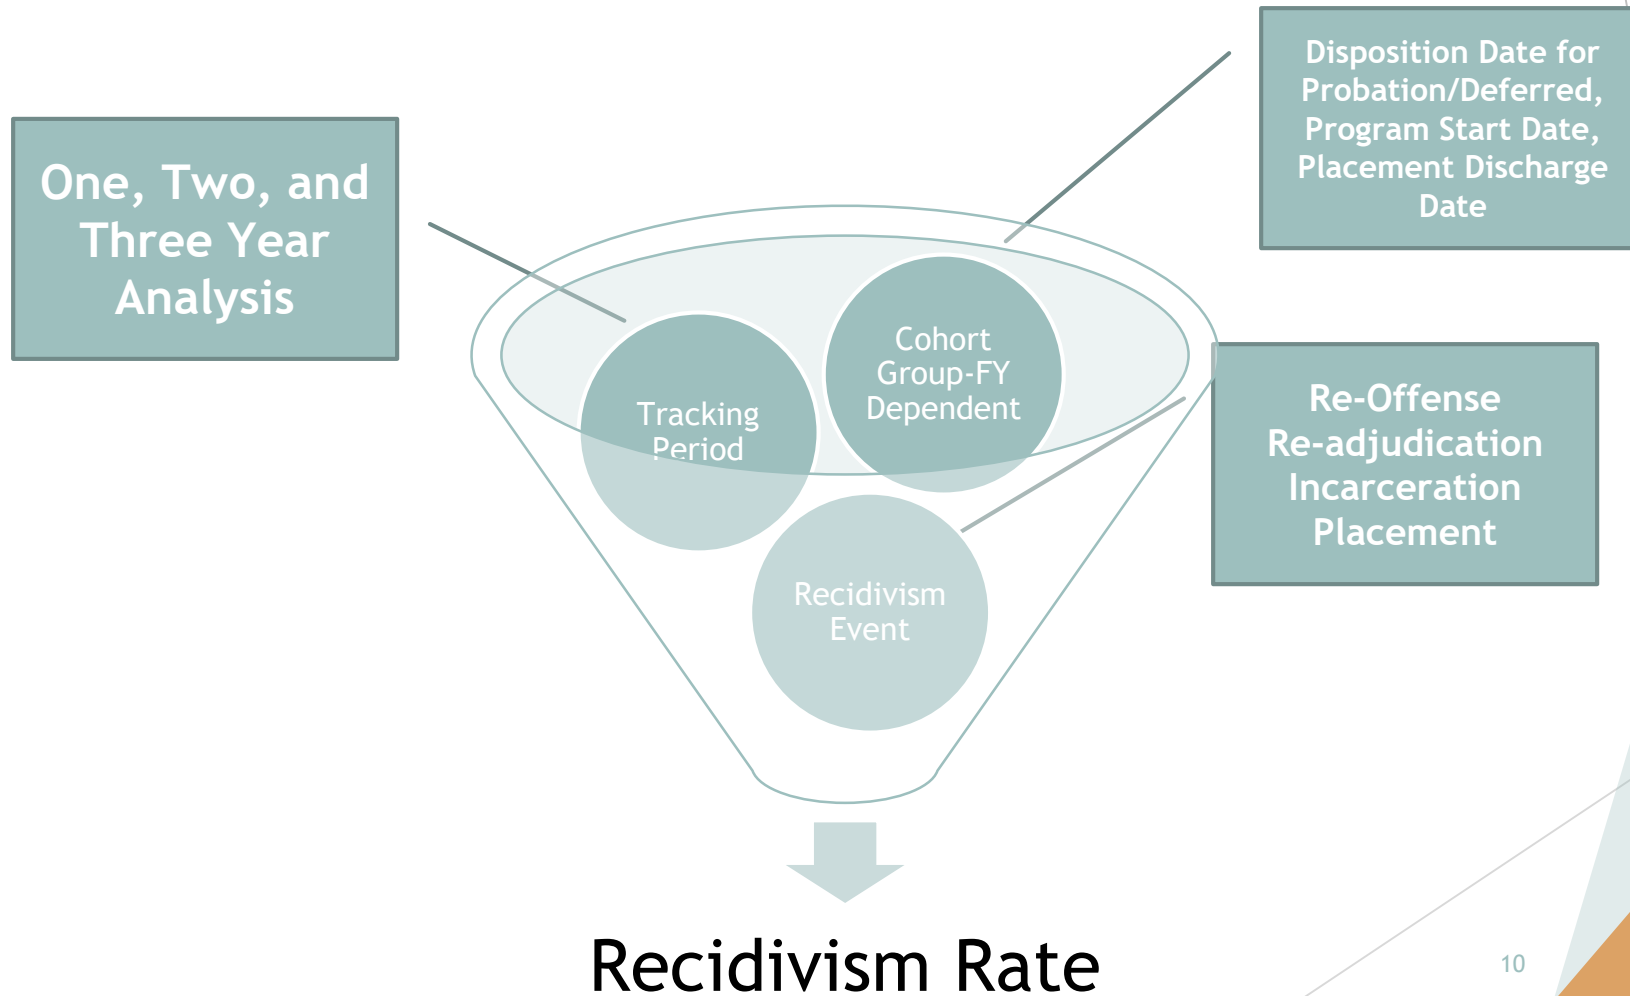 Disposition Date for
Probation/Deferred,
Program Start Date,
Placement Discharge
Date
One, Two, and
Three Year
Analysis
Cohort
Group-FY
Dependent
Tracking
Period
Re-Offense
Re-adjudication
Incarceration
Placement
Recidivism
Event
Recidivism Rate
10